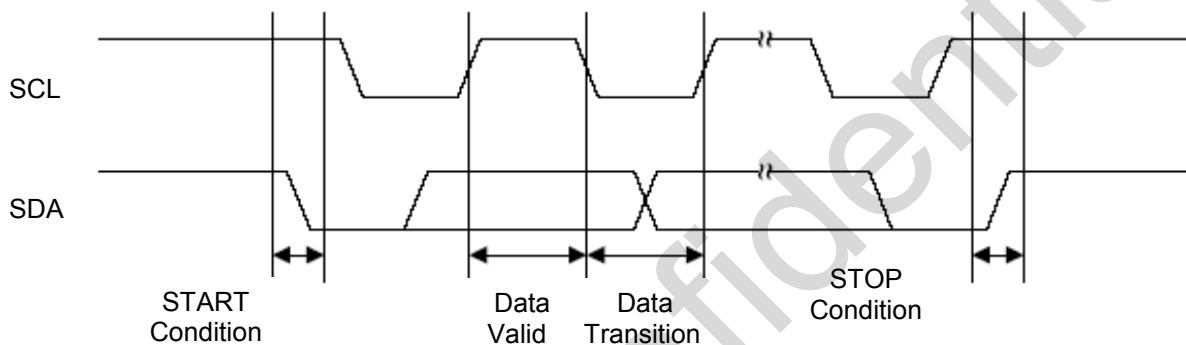 SCL
SDA
START
Condition
Data
Valid
Data
Transition
STOP
Condition